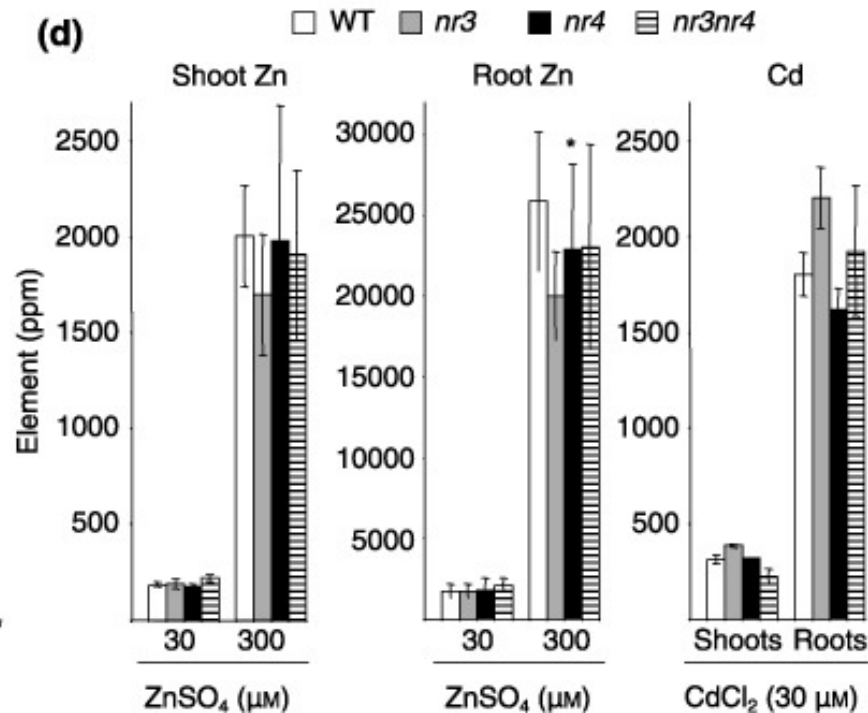 (d)
WT nr3 nr4 nr3nr4
Shoot Zn
Element (ppm)
2500
2000
1500
1000
500
30 300
ZnSO₄ (µM)
Root Zn
30000
25000
20000
15000
10000
5000
*
30 300
ZnSO₄ (µM)
Cd
2500
2000
1500
1000
500
Shoots Roots
CdCl₂ (30 µM)